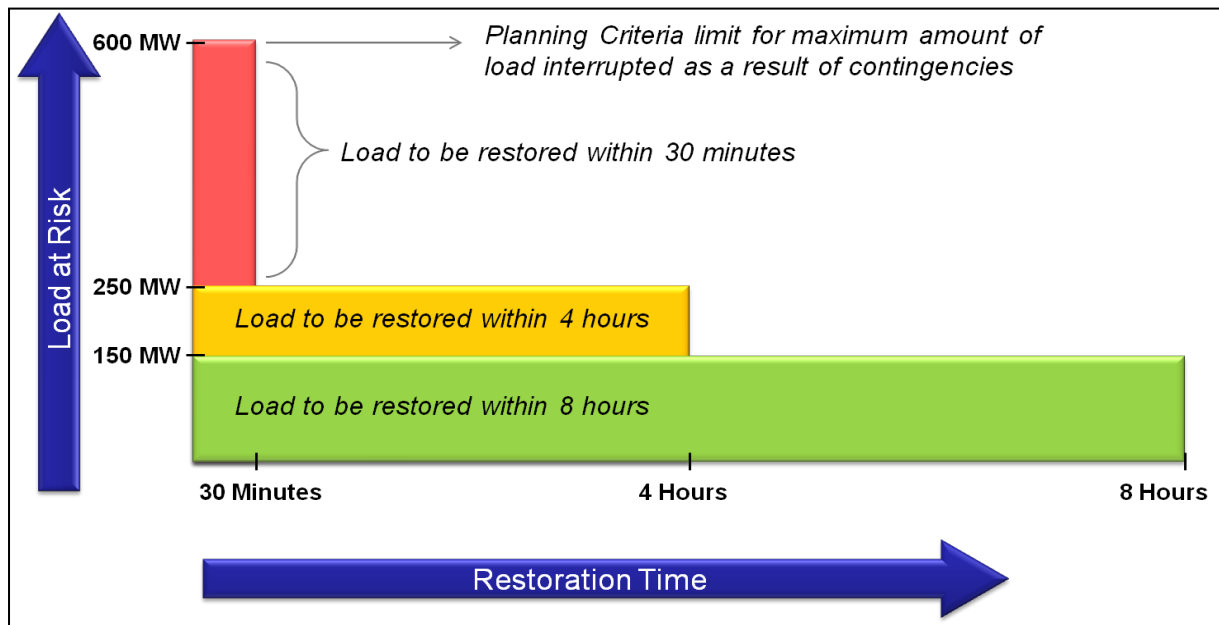 600 MW
Planning Criteria limit for maximum amount of
load interrupted as a result of contingencies
Load to be restored within 30 minutes
Load at Risk
250 MW
Load to be restored within 4 hours
150 MW
Load to be restored within 8 hours
30 Minutes
4 Hours
8 Hours
Restoration Time